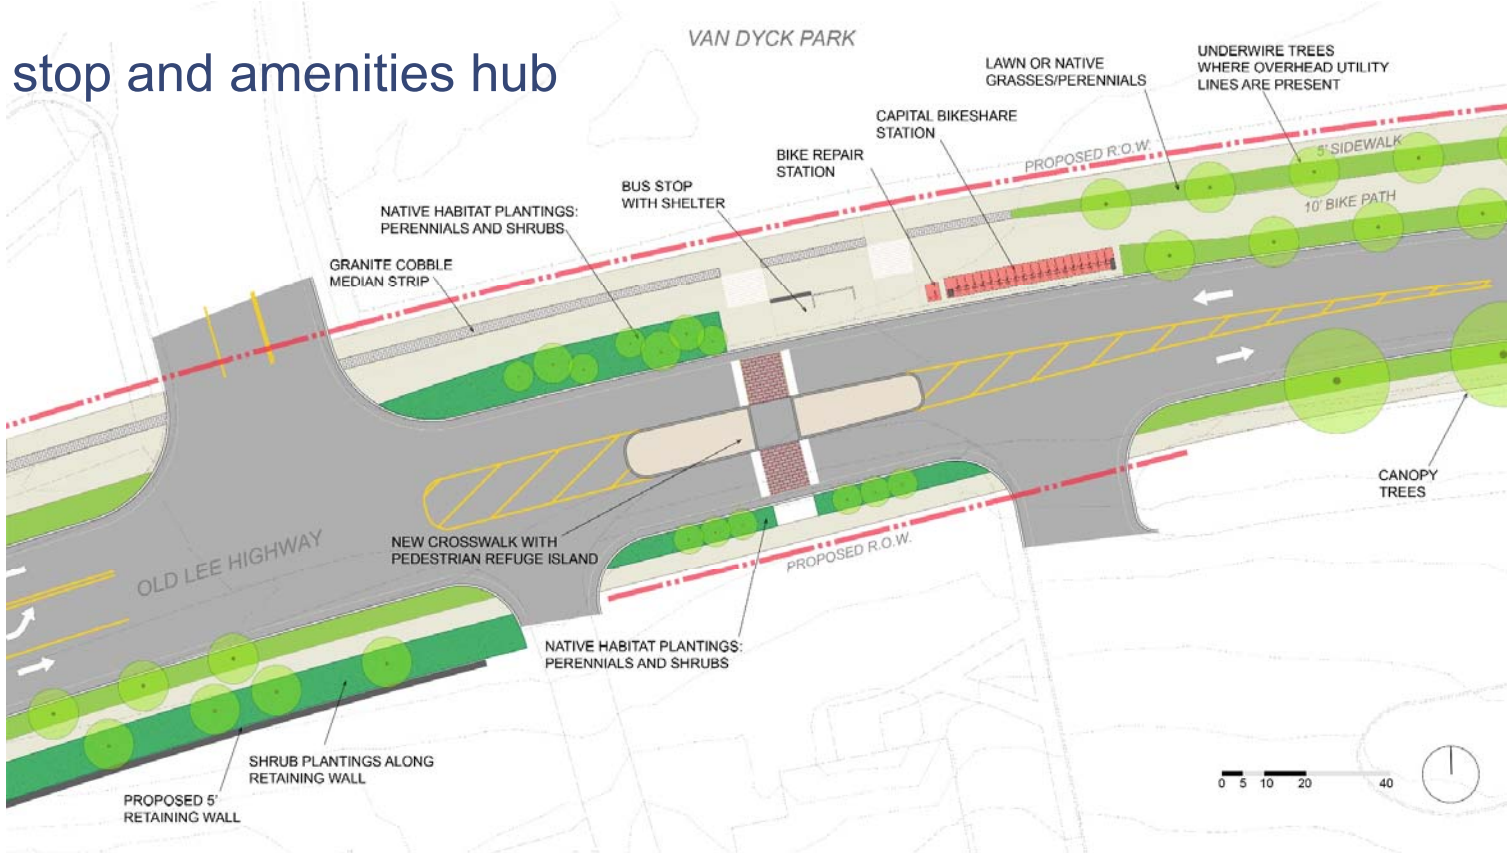 stop and amenities hub
VAN DYCK PARK
LAWN OR NATIVE
GRASSES/PERENNIALS
UNDERWIRE TREES
WHERE OVERHEAD UTILITY
LINES ARE PRESENT
CAPITAL BIKESHARE
STATION
BIKE REPAIR
STATION
PROPOSED R.O.W.
5' SIDEWALK
10' BIKE PATH
BUS STOP
WITH SHELTER
NATIVE HABITAT PLANTINGS:
PERENNIALS AND SHRUBS
GRANITE COBBLE
MEDIAN STRIP
CANOPY
TREES
NEW CROSSWALK WITH
PEDESTRIAN REFUGE ISLAND
OLD LEE HIGHWAY
PROPOSED R.O.W.
NATIVE HABITAT PLANTINGS:
PERENNIALS AND SHRUBS
SHRUB PLANTINGS ALONG
RETAINING WALL
PROPOSED 5'
RETAINING WALL
0 5 10 20 40